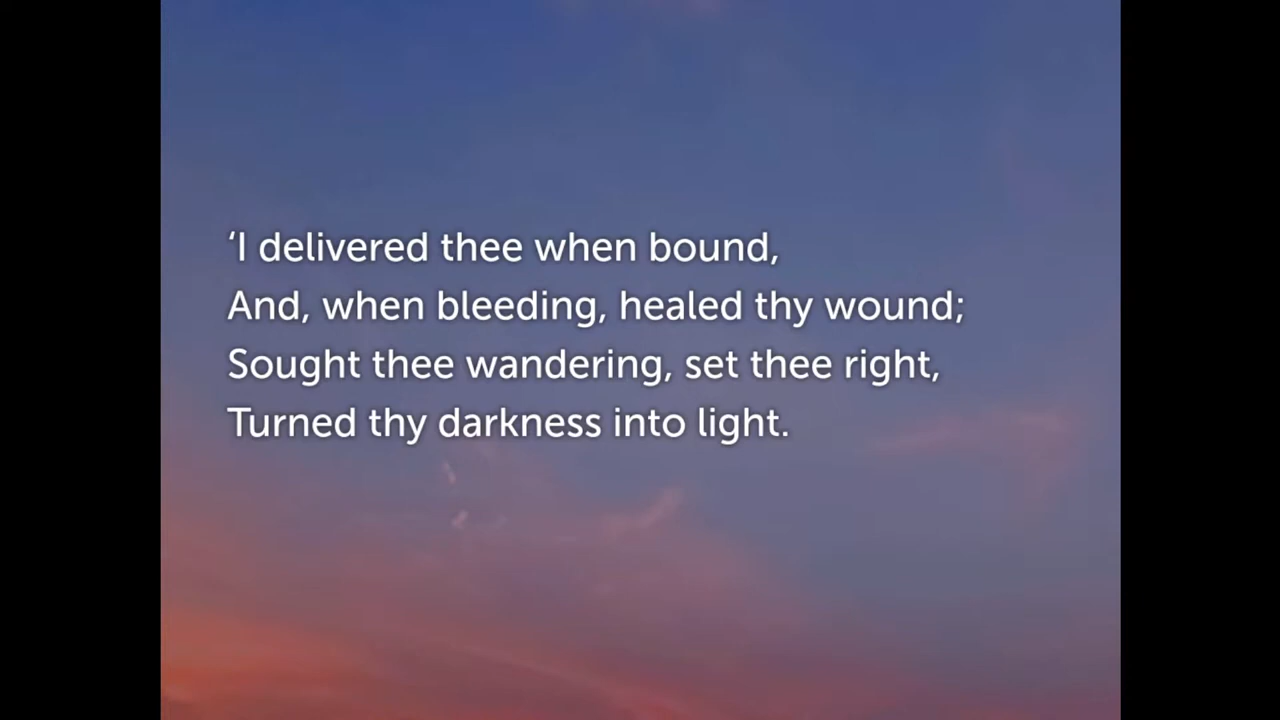 ‘I delivered thee when bound,
And, when bleeding, healed thy wound;
Sought thee wandering, set thee right,
Turned thy darkness into light.